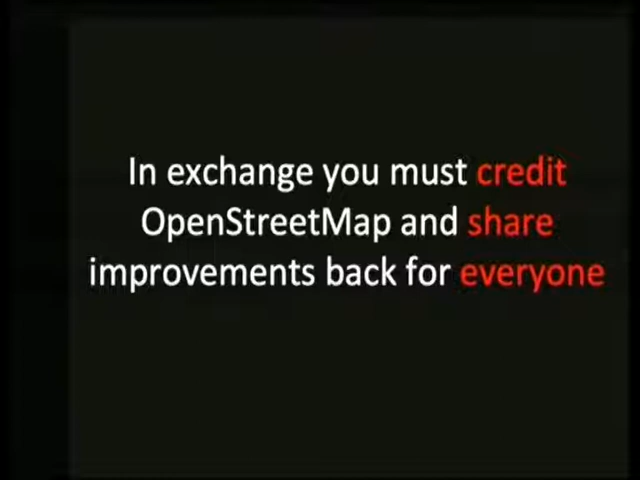 In exchange you must credit
OpenStreetMap and share
improvements back for everyone